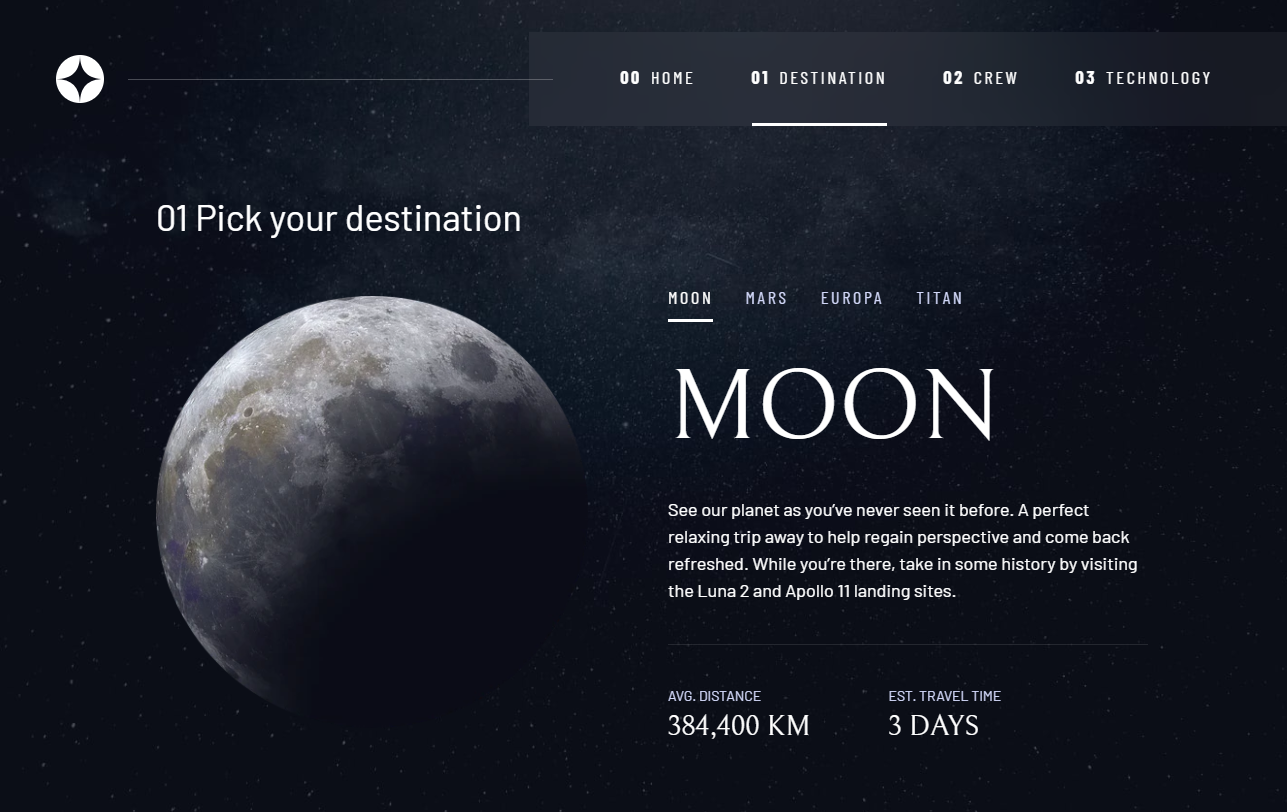 00 HOME 01 DESTINATION 02 CREW 03 TECHNOLOGY
01 Pick your destination
MOON MARS EUROPA TITAN
MOON
See our planet as you’ve never seen it before. A perfect
relaxing trip away to help regain perspective and come back
refreshed. While you’re there, take in some history by visiting
the Luna 2 and Apollo 11 landing sites.
AVG. DISTANCE EST. TRAVEL TIME
384,400 KM 3 DAYS